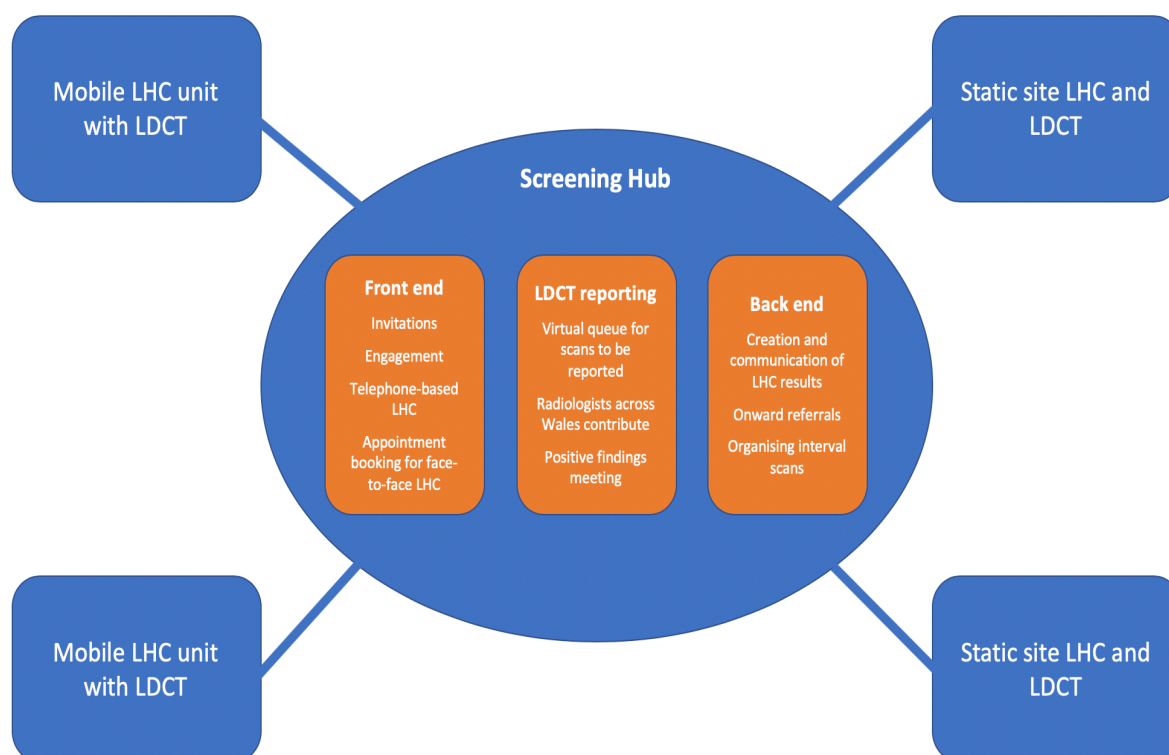 Mobile LHC unit
with LDCT
Static site LHC and
LDCT
Screening Hub
Front end
Invitations
Engagement
Telephone-based
LHC
Appointment
booking for face-
to-face LHC
LDCT reporting
Virtual queue for
scans to be
reported
Radiologists across
Wales contribute
Positive findings
meeting
Back end
Creation and
communication of
LHC results
Onward referrals
Organising interval
scans
Mobile LHC unit
with LDCT
Static site LHC and
LDCT